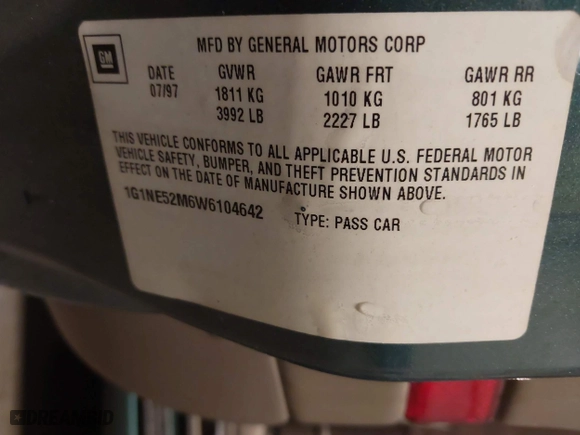 GM
MFD BY GENERAL MOTORS CORP
DATE GVWR GAWR FRT GAWR RR
07/97 1811 KG 1010 KG 801 KG
3992 LB 2227 LB 1765 LB
THIS VEHICLE CONFORMS TO ALL APPLICABLE U.S. FEDERAL MOTOR
VEHICLE SAFETY, BUMPER, AND THEFT PREVENTION STANDARDS IN
EFFECT ON THE DATE OF MANUFACTURE SHOWN ABOVE.
1G1NE52M6W6104642 TYPE: PASS CAR